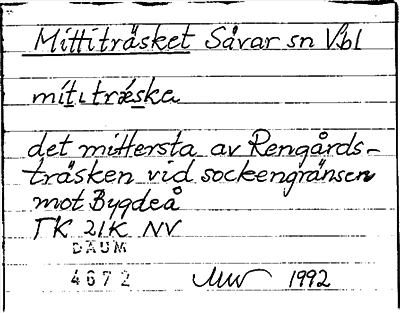 Mittiträsket Sävar sn Vbl
mítıtrǽska
det mittersta av Rengårds-
träsken vid sockengränsen
mot Bygdeå
TK 21K NV
DAUM
4672 1992